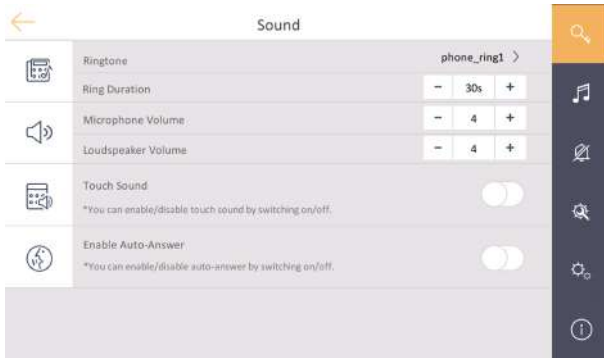 Sound
Ringtone
phone_ring1 >
Ring Duration
- 30s +
Microphone Volume
- 4 +
Loudspeaker Volume
- 4 +
Touch Sound
*You can enable/disable touch sound by switching on/off.
Enable Auto-Answer
*You can enable/disable auto-answer by switching on/off.